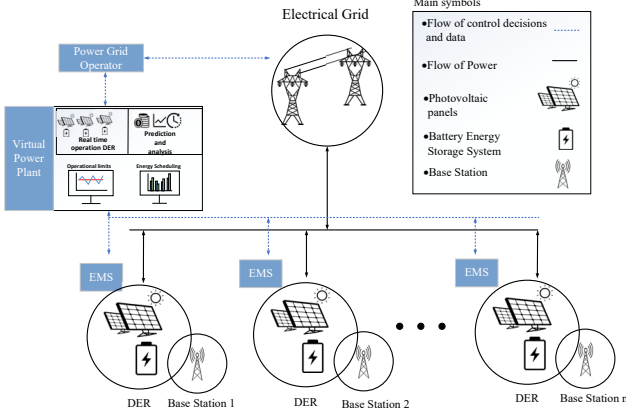 Main symbols
Electrical Grid
•Flow of control decisions
and data
•Flow of Power
•Photovoltaic
panels
•Battery Energy
Storage System
•Base Station
Power Grid
Operator
Virtual
Power
Plant
Real time
operation DER
Prediction
and
analysis
Operational limits
Energy Scheduling
EMS
EMS
EMS
DER
Base Station 1
DER
Base Station 2
DER
Base Station n